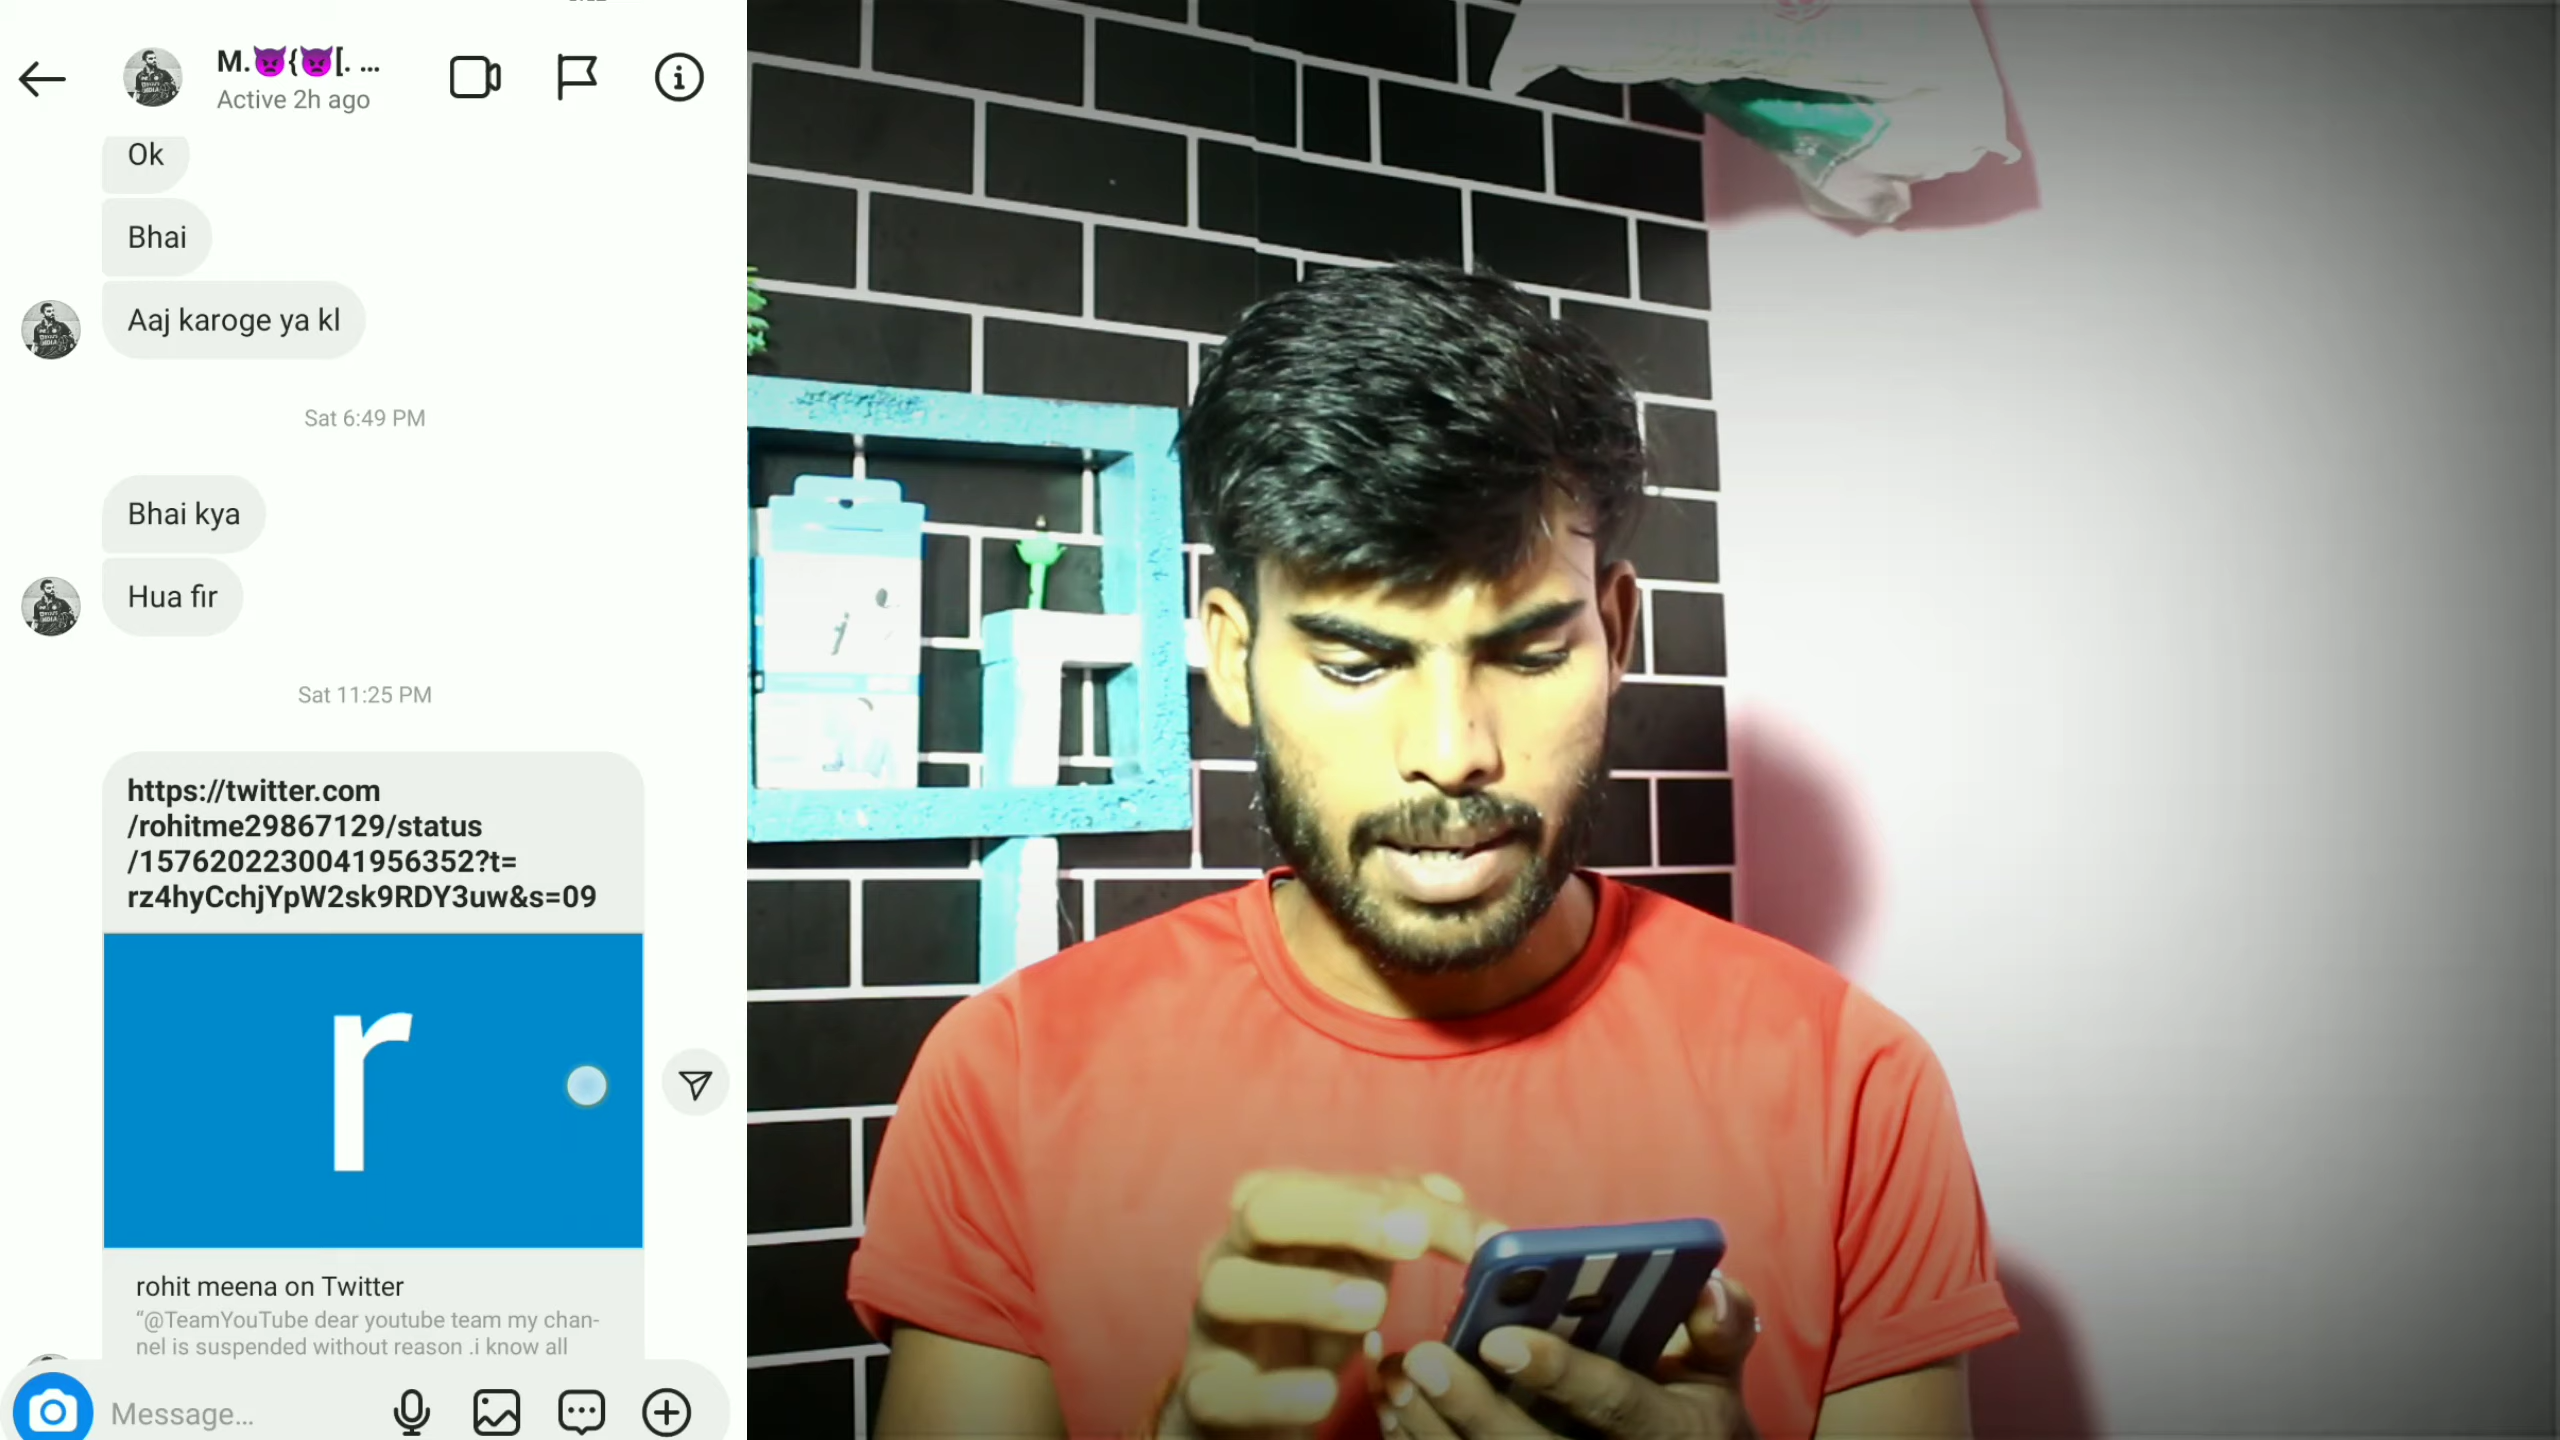 M.😈{😈[. ...
Active 2h ago
Ok
Bhai
Aaj karoge ya kl
Sat 6:49 PM
Bhai kya
Hua fir
Sat 11:25 PM
https://twitter.com
/rohitme29867129/status
/1576202230041956352?t=
rz4hyCchjYpW2sk9RDY3uw&s=09
r
rohit meena on Twitter
“@TeamYouTube dear youtube team my chan-
nel is suspended without reason .i know all
Message...